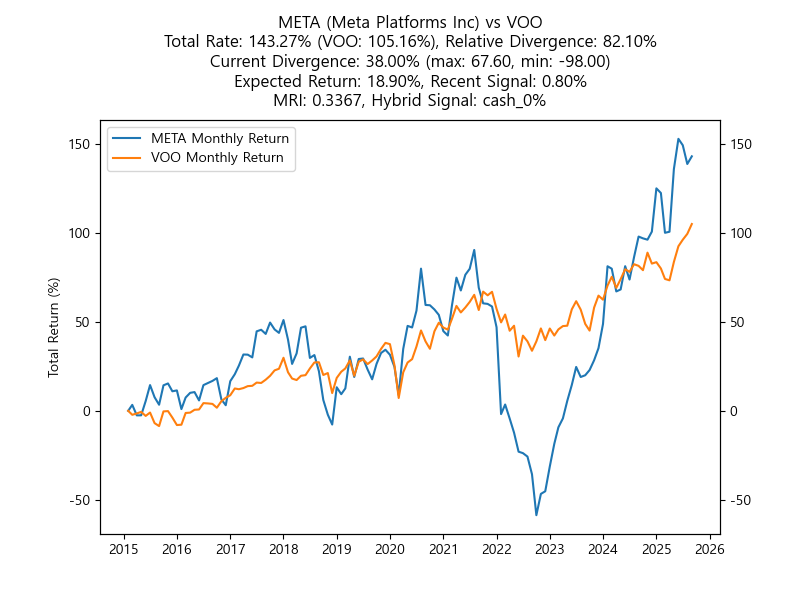 META (Meta Platforms Inc) vs VOO
Total Rate: 143.27% (VOO: 105.16%), Relative Divergence: 82.10%
Current Divergence: 38.00% (max: 67.60, min: -98.00)
Expected Return: 18.90%, Recent Signal: 0.80%
MRI: 0.3367, Hybrid Signal: cash_0%
META Monthly Return
VOO Monthly Return
Total Return (%)
150
100
50
0
-50
150
100
50
0
-50
2015 2016 2017 2018 2019 2020 2021 2022 2023 2024 2025 2026